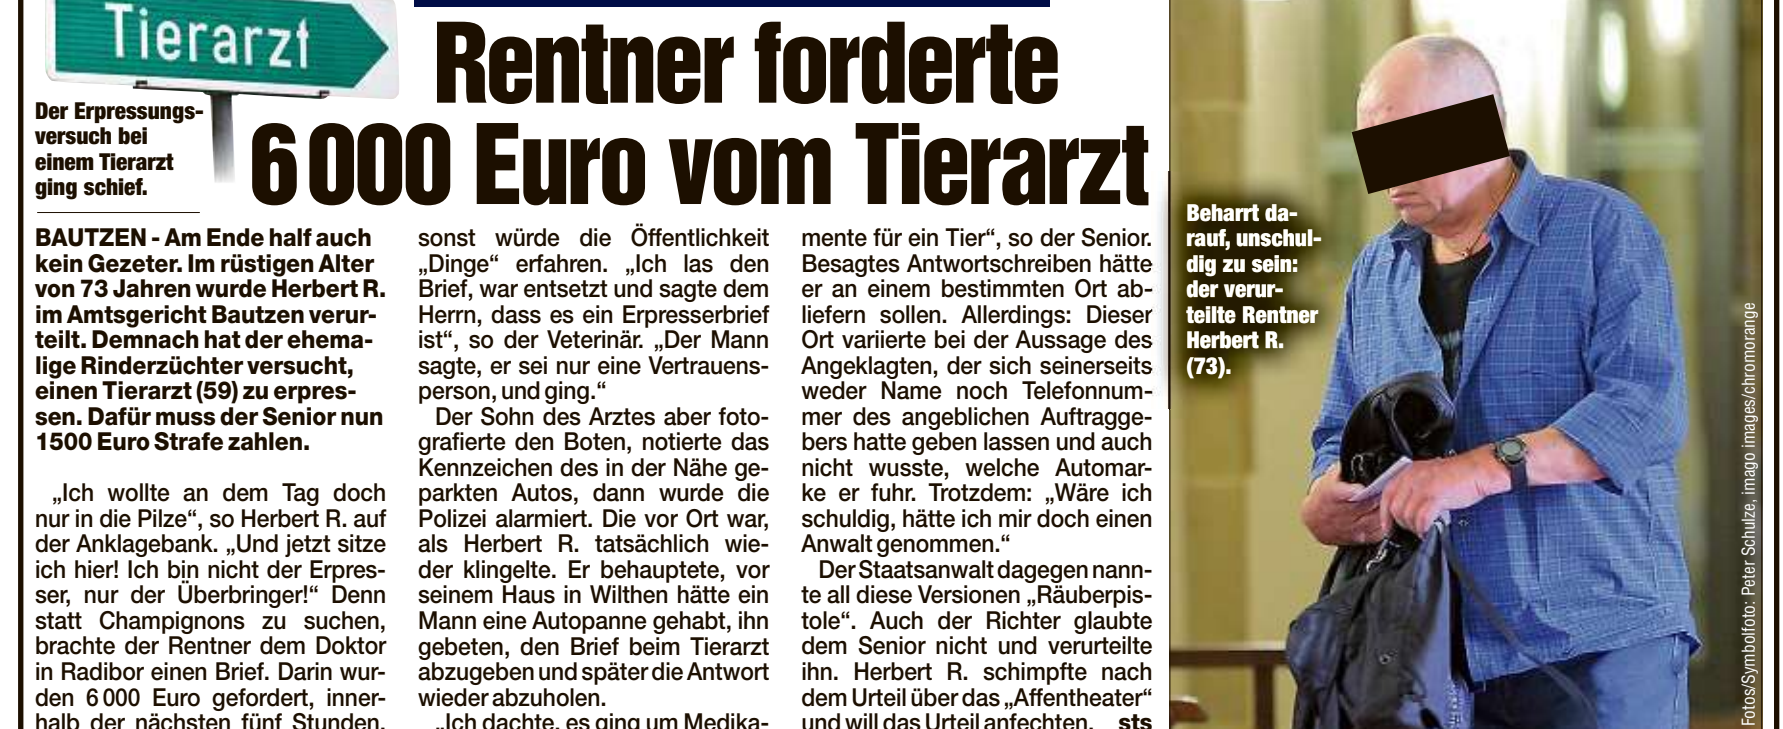 Tierarzt
Der Erpressungs-
versuch bei
einem Tierarzt
ging schief.
Rentner forderte
6 000 Euro vom Tierarzt
BAUTZEN - Am Ende half auch
kein Gezeter. Im rüstigen Alter
von 73 Jahren wurde Herbert R.
im Amtsgericht Bautzen verur-
teilt. Demnach hat der ehema-
lige Rinderzüchter versucht,
einen Tierarzt (59) zu erpres-
sen. Dafür muss der Senior nun
1500 Euro Strafe zahlen.
„Ich wollte an dem Tag doch
nur in die Pilze“, so Herbert R. auf
der Anklagebank. „Und jetzt sitze
ich hier! Ich bin nicht der Erpres-
ser, nur der Überbringer!“ Denn
statt Champignons zu suchen,
brachte der Rentner dem Doktor
in Radibor einen Brief. Darin wur-
den 6 000 Euro gefordert, inner-
halb der nächsten fünf Stunden,
sonst würde die Öffentlichkeit
„Dinge“ erfahren. „Ich las den
Brief, war entsetzt und sagte dem
Herrn, dass es ein Erpresserbrief
ist“, so der Veterinär. „Der Mann
sagte, er sei nur eine Vertrauens-
person, und ging.“
Der Sohn des Arztes aber foto-
grafierte den Boten, notierte das
Kennzeichen des in der Nähe ge-
parkten Autos, dann wurde die
Polizei alarmiert. Die vor Ort war,
als Herbert R. tatsächlich wie-
der klingelte. Er behauptete, vor
seinem Haus in Wilthen hätte ein
Mann eine Autopanne gehabt, ihn
gebeten, den Brief beim Tierarzt
abzugeben und später die Antwort
wieder abzuholen.
„Ich dachte, es ging um Medika-
mente für ein Tier“, so der Senior.
Besagtes Antwortschreiben hätte
er an einem bestimmten Ort ab-
liefern sollen. Allerdings: Dieser
Ort variierte bei der Aussage des
Angeklagten, der sich seinerseits
weder Name noch Telefonnum-
mer des angeblichen Auftragge-
bers hatte geben lassen und auch
nicht wusste, welche Automar-
ke er fuhr. Trotzdem: „Wäre ich
schuldig, hätte ich mir doch einen
Anwalt genommen.“
Der Staatsanwalt dagegen nann-
te all diese Versionen „Räuberpis-
tole“. Auch der Richter glaubte
dem Senior nicht und verurteilte
ihn. Herbert R. schimpfte nach
dem Urteil über das „Affentheater“
und will das Urteil anfechten. sts
Beharrt da-
rauf, unschul-
dig zu sein:
der verur-
teilte Rentner
Herbert R.
(73).
Fotos/Symbolfoto: Peter Schulze, imago images/chromorange